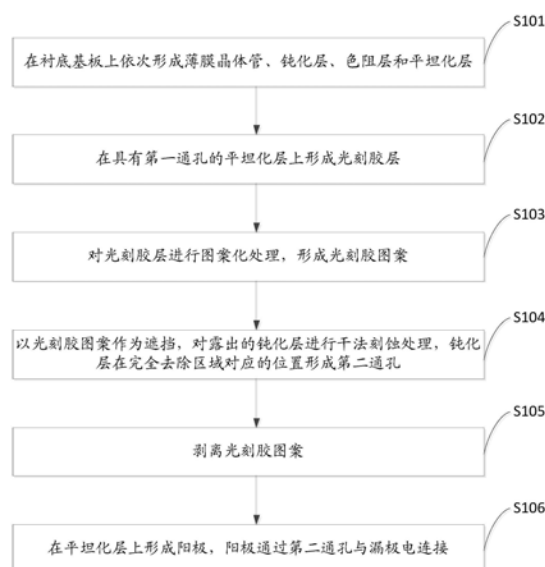 S101
在衬底基板上依次形成薄膜晶体管、钝化层、色阻层和平坦化层
S102
在具有第一通孔的平坦化层上形成光刻胶层
S103
对光刻胶层进行图案化处理，形成光刻胶图案
S104
以光刻胶图案作为遮挡，对露出的钝化层进行干法刻蚀处理，钝化
层在完全去除区域对应的位置形成第二通孔
S105
剥离光刻胶图案
S106
在平坦化层上形成阳极，阳极通过第二通孔与漏极电连接